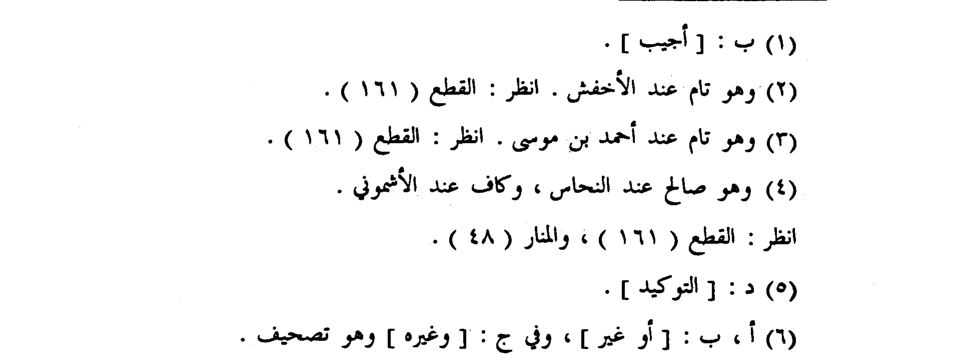 (١) ب : [ أجيب ] .
(٢) وهو تام عند الأخفش . انظر : القطع ( ١٦١ ) .
(٣) وهو تام عند أحمد بن موسى . انظر : القطع ( ١٦١ ) .
(٤) وهو صالح عند النحاس ، وكاف عند الأشموني .
انظر : القطع ( ١٦١ ) ، والمنار ( ٤٨ ) .
(٥) د : [ التوكيد ] .
(٦) أ ، ب : [ أو غير ] ، وفي ج : [ وغيره ] وهو تصحيف .